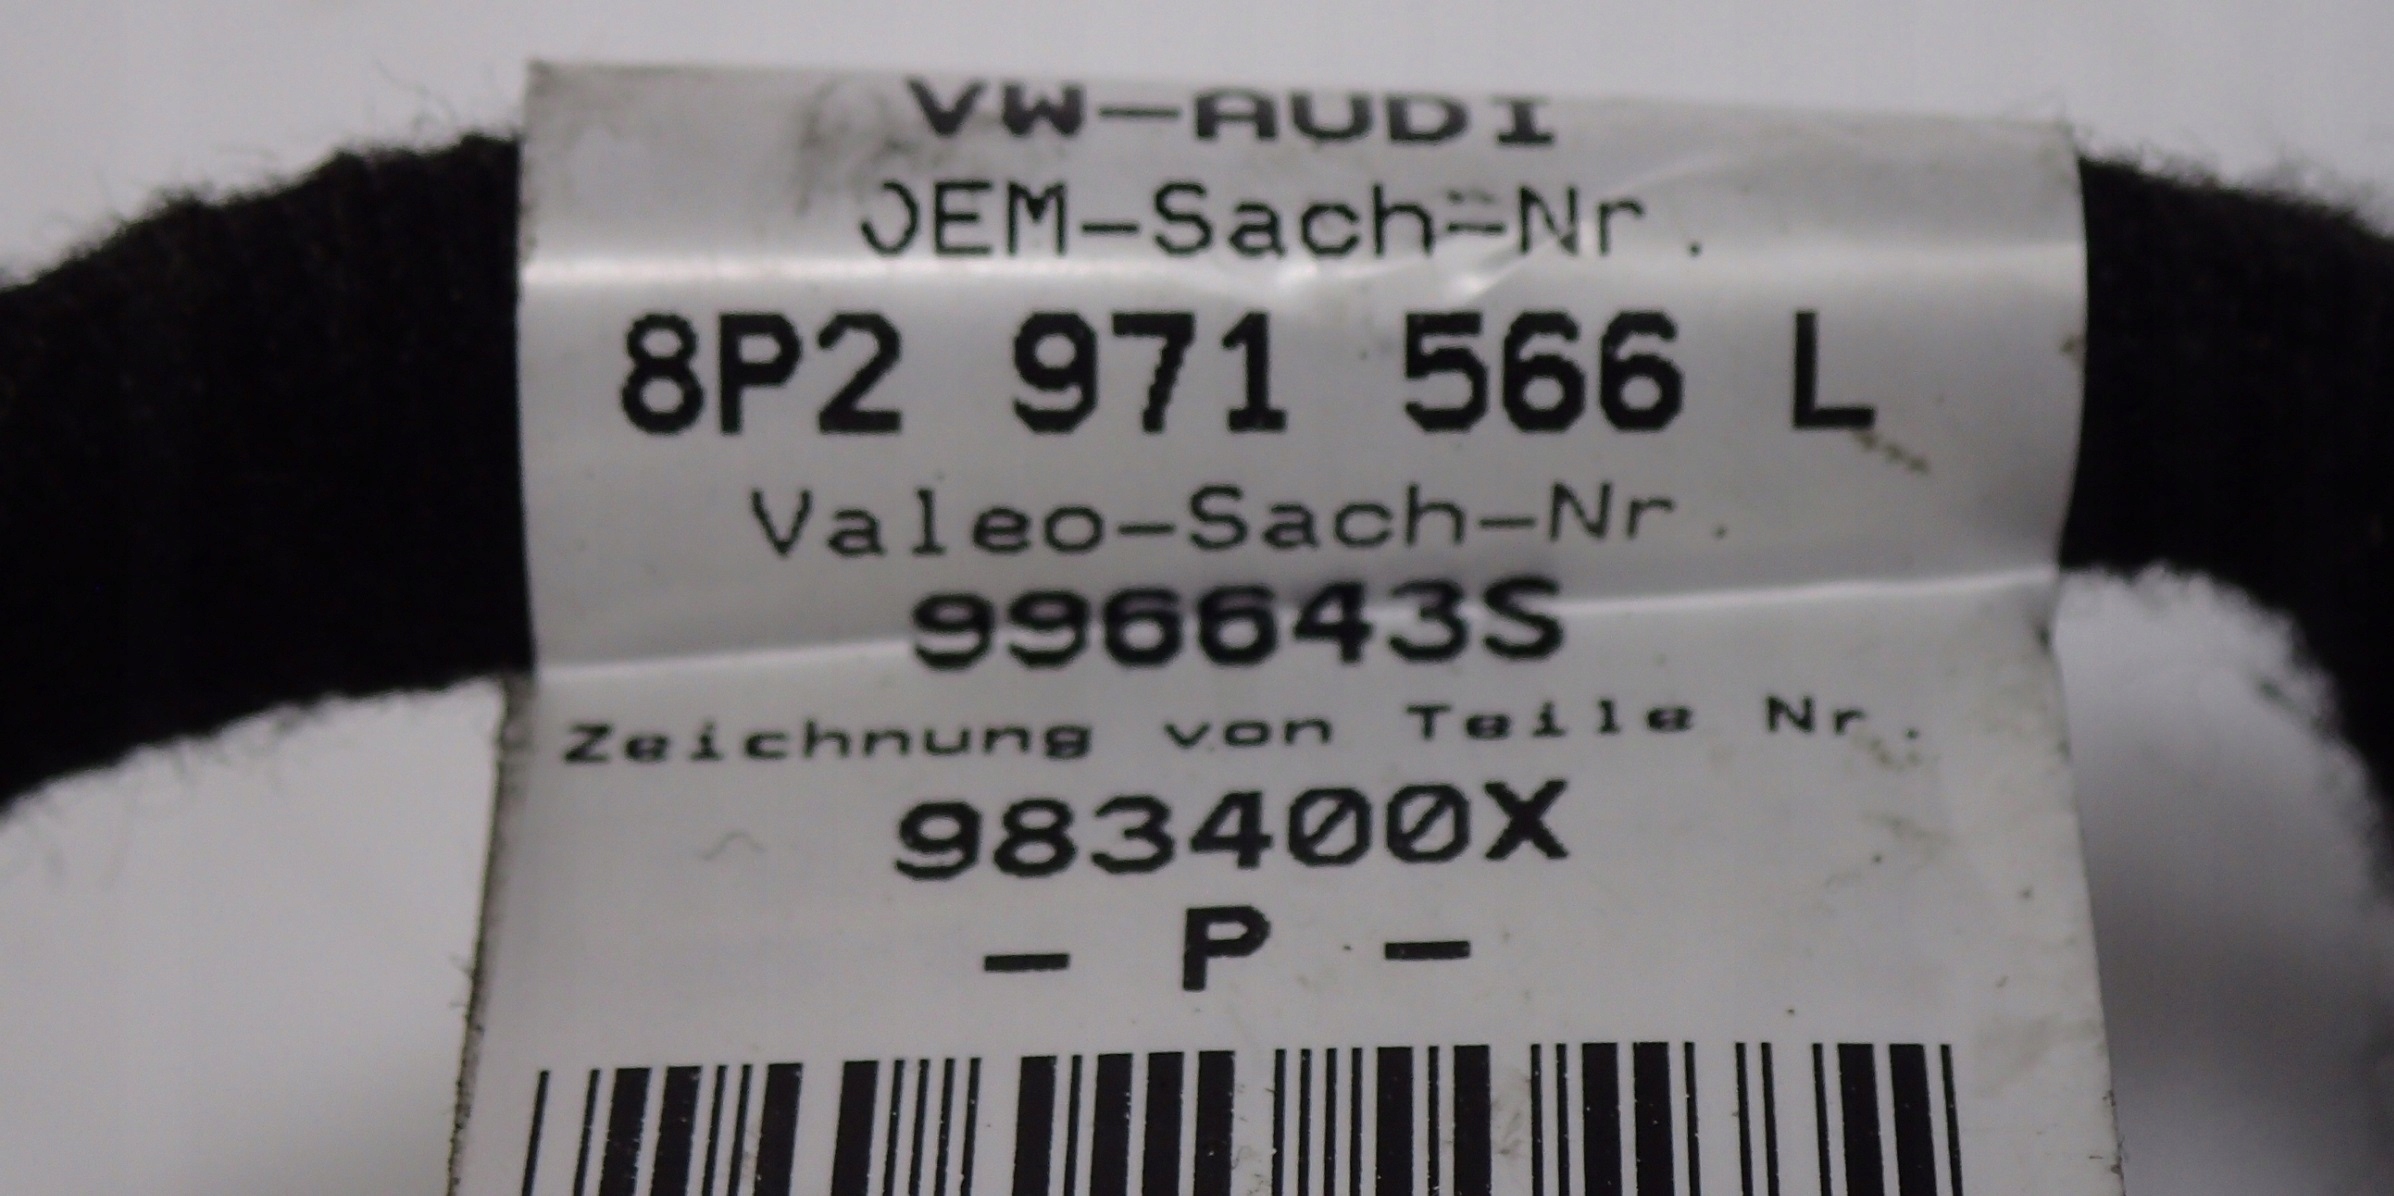 VW-AUDI
OEM-Sach-Nr.
8P2 971 566 L
Valeo-Sach-Nr.
996643S
Zeichnung von Teile Nr.
983400X
- P -